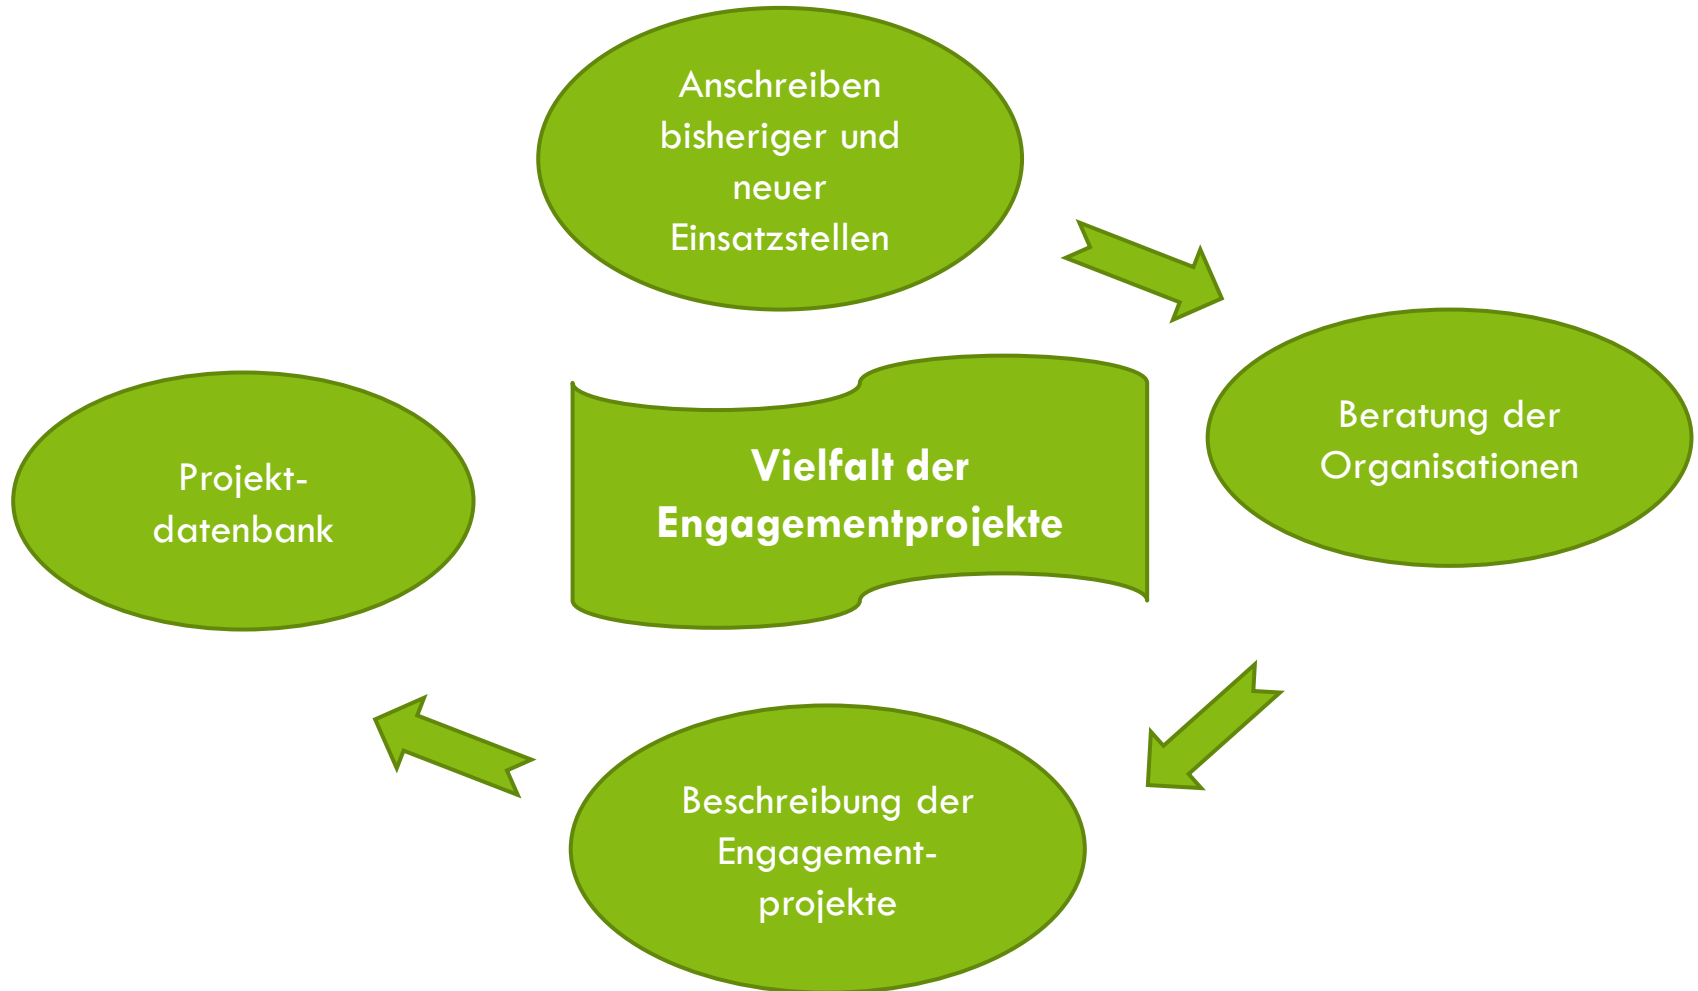 Anschreiben
bisheriger und
neuer
Einsatzstellen
Beratung der
Organisationen
Vielfalt der
Engagementprojekte
Projekt-
datenbank
Beschreibung der
Engagement-
projekte